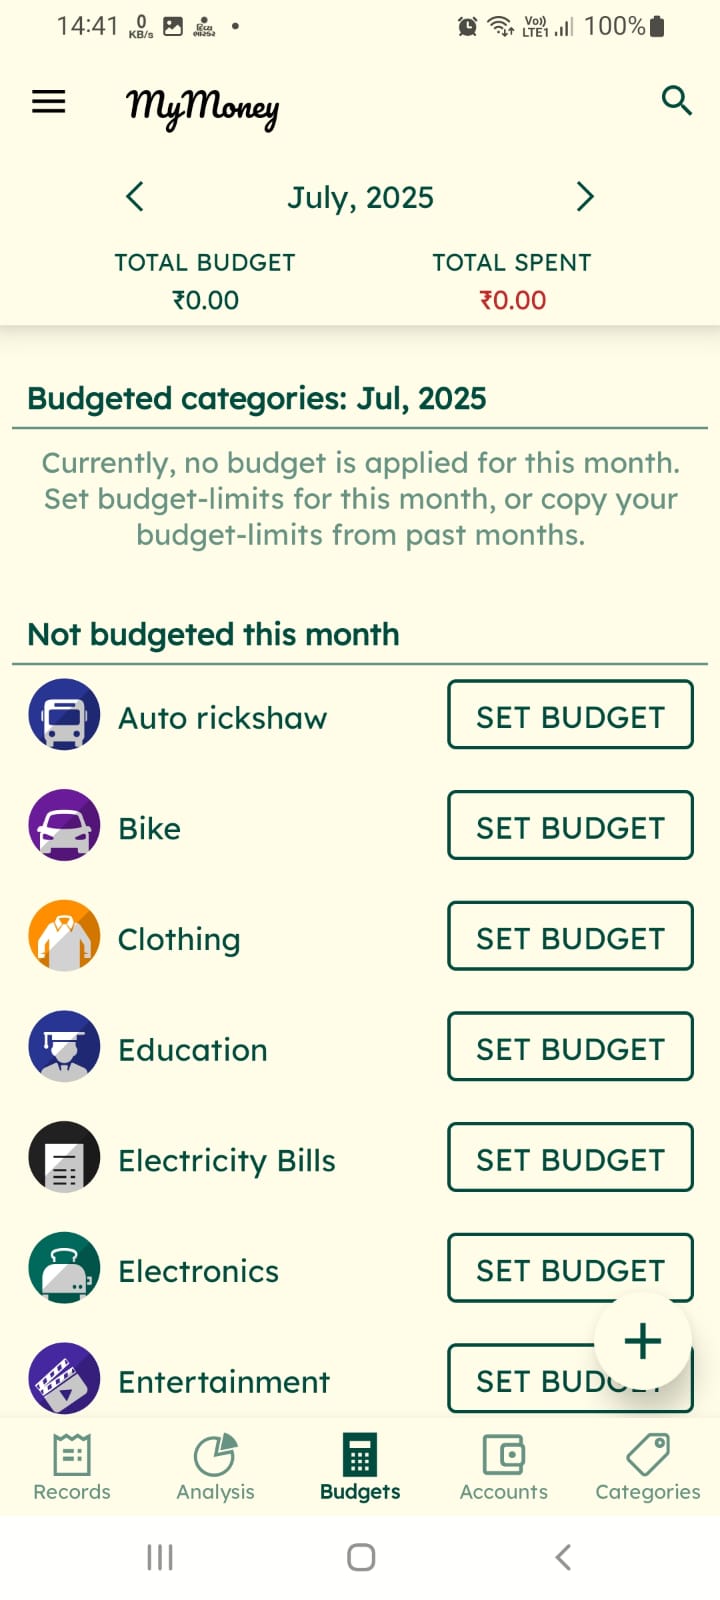 14:41 0 KB/s Vo)) LTE1 100%
MyMoney
July, 2025
TOTAL BUDGET TOTAL SPENT
₹0.00 ₹0.00
Budgeted categories: Jul, 2025
Currently, no budget is applied for this month.
Set budget-limits for this month, or copy your
budget-limits from past months.
Not budgeted this month
Auto rickshaw SET BUDGET
Bike SET BUDGET
Clothing SET BUDGET
Education SET BUDGET
Electricity Bills SET BUDGET
Electronics SET BUDGET
+
Entertainment SET BUDGET
Records Analysis Budgets Accounts Categories